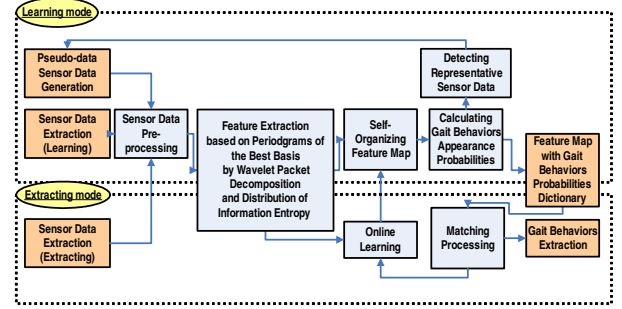 Learning mode
Pseudo-data
Sensor Data
Generation
Detecting
Representative
Sensor Data
Sensor Data
Extraction
(Learning)
Sensor Data
Pre-
processing
Feature Extraction
based on Periodgrams of
the Best Basis
by Wavelet Packet
Decomposition
and Distribution of
Information Entropy
Self-
Organizing
Feature Map
Calculating
Gait Behaviors
Appearance
Probabilities
Feature Map
with Gait
Behaviors
Probabilities
Dictionary
Extracting mode
Sensor Data
Extraction
(Extracting)
Online
Learning
Matching
Processing
Gait Behaviors
Extraction